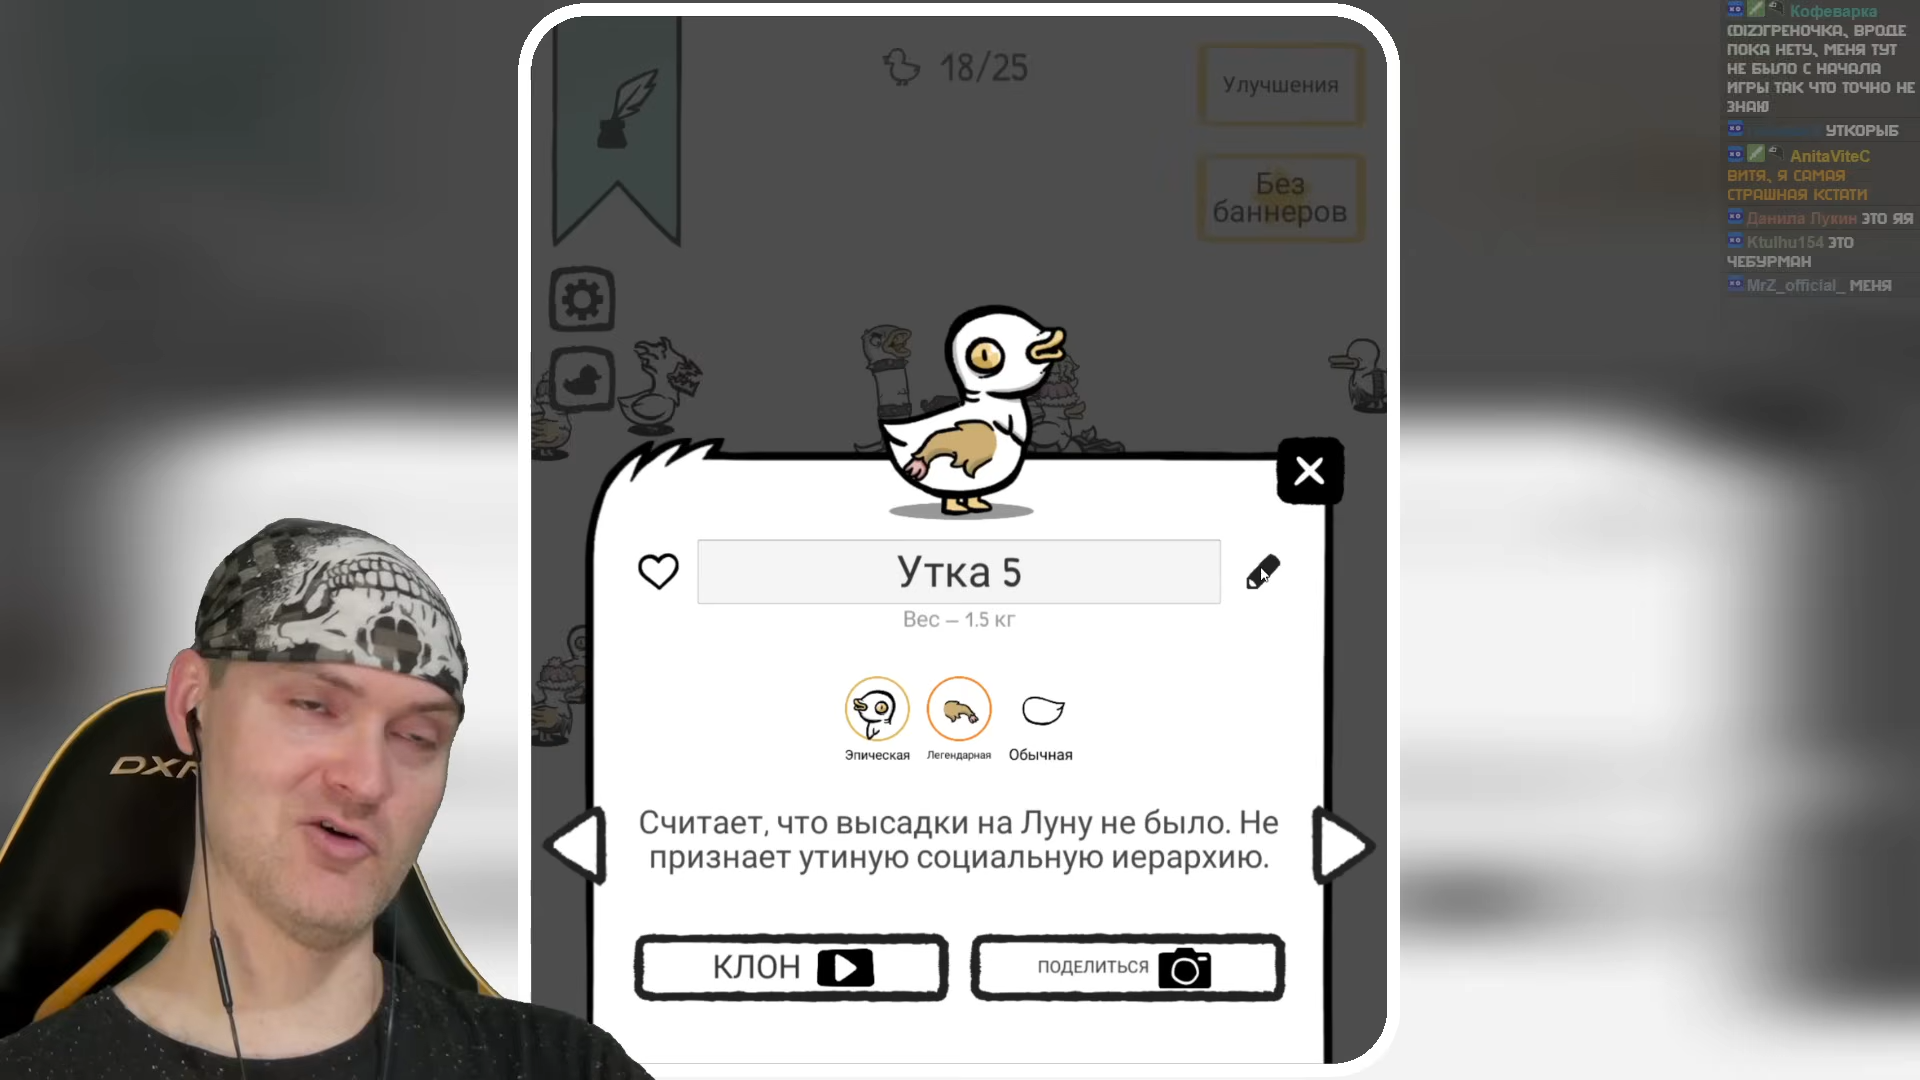 18/25
Улучшения
Без
баннеров
Утка 5
Вес – 1.5 кг
Эпическая
Легендарная
Обычная
Считает, что высадки на Луну не было. Не
признает утиную социальную иерархию.
КЛОН
ПОДЕЛИТЬСЯ
Кофеварка
(DIZ)ГРЕНОЧКА, ВРОДЕ
ПОКА НЕТУ, МЕНЯ ТУТ
НЕ БЫЛО С НАЧАЛА
ИГРЫ ТАК ЧТО ТОЧНО НЕ
ЗНАЮ
УТКОРЫБ
AnitaViteC
ВИТЯ, Я САМАЯ
СТРАШНАЯ КСТАТИ
Данила Лукин ЭТО ЯЯ
Ktulhu154 ЭТО
ЧЕБУРМАН
MrZ_official_ МЕНЯ